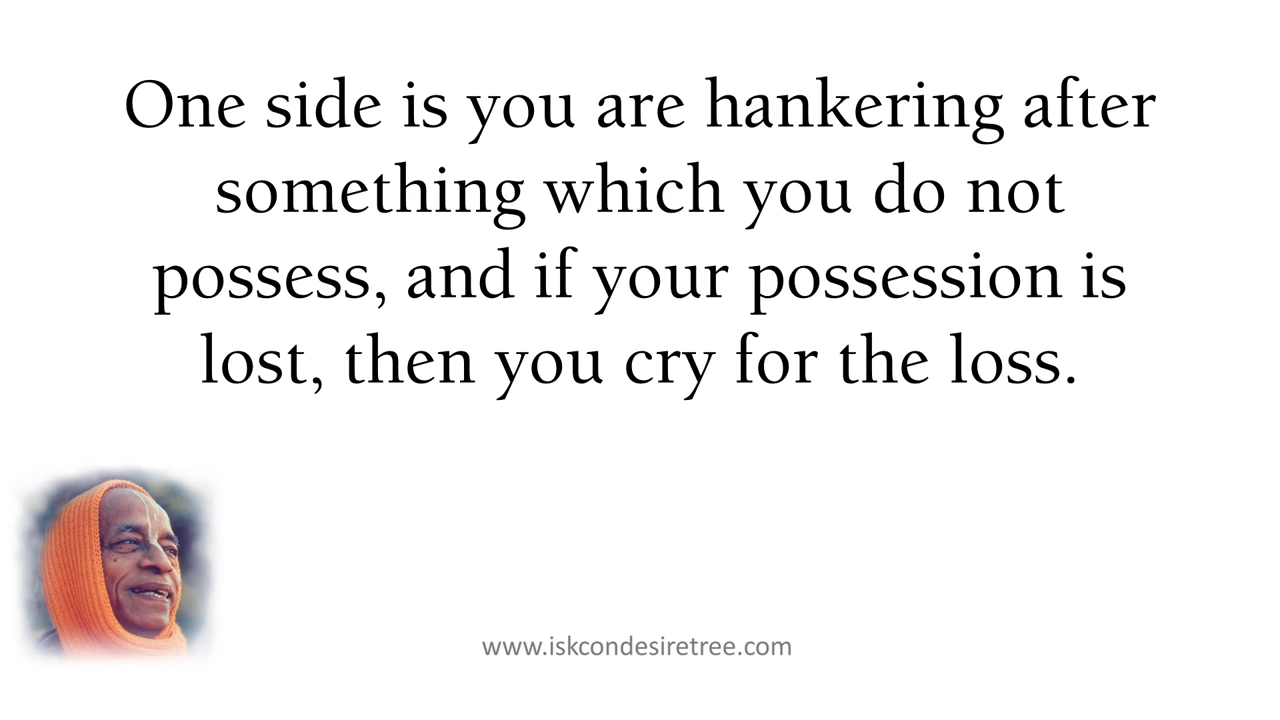 One side is you are hankering after
something which you do not
possess, and if your possession is
lost, then you cry for the loss.
www.iskcondesiretree.com